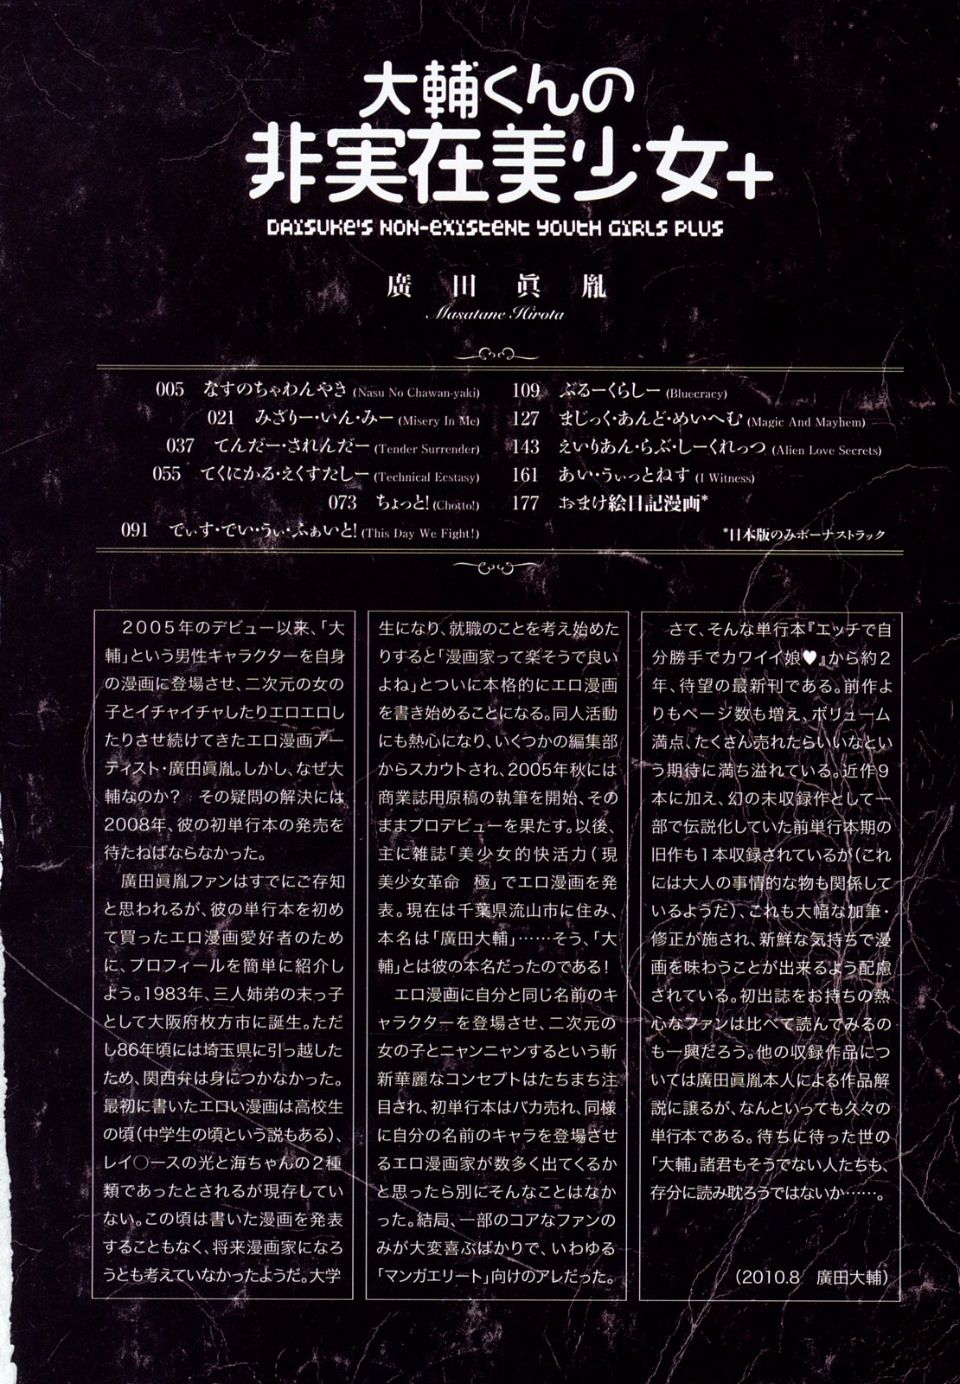 大輔くんの
非実在美少女+
DAISUKE'S NON-EXISTENT YOUTH GIRLS PLUS
廣田眞胤
Masatane Hirota
005 なすのちゃわんやき (Nasu No Chawan-yaki)
021 みざりー・いん・みー (Misery In Me)
037 てんだー・されんだー (Tender Surrender)
055 てくにかる・えくすたしー (Technical Ecstasy)
073 ちょっと! (Chotto!)
091 でぃす・でい・うぃ・ふぁいと! (This Day We Fight!)
109 ぶるーくらしー (Bluecracy)
127 まじっく・あんど・めいへむ (Magic And Mayhem)
143 えいりあん・らぶ・しーくれっつ (Alien Love Secrets)
161 あい・うぃっとねす (I Witness)
177 おまけ絵日記漫画*
*日本版のみボーナストラック
2005年のデビュー以来、「大
輔」という男性キャラクターを自身
の漫画に登場させ、二次元の女の
子とイチャイチャしたりエロエロし
たりさせ続けてきたエロ漫画アー
ティスト・廣田眞胤。しかし、なぜ大
輔なのか? その疑問の解決には
2008年、彼の初単行本の発売を
待たねばならなかった。
廣田眞胤ファンはすでにご存知
と思われるが、彼の単行本を初め
て買ったエロ漫画愛好者のため
に、プロフィールを簡単に紹介し
よう。1983年、三人姉弟の末っ子
として大阪府枚方市に誕生。ただ
し86年頃には埼玉県に引っ越した
ため、関西弁は身につかなかった。
最初に書いたエロい漫画は高校生
の頃(中学生の頃という説もある)、
レイ○ースの光と海ちゃんの2種
類であったとされるが現存してい
ない。この頃は書いた漫画を発表
することもなく、将来漫画家になろ
うとも考えていなかったようだ。大学
生になり、就職のことを考え始めた
りすると「漫画家って楽そうで良い
よね」とついに本格的にエロ漫画
を書き始めることになる。同人活動
にも熱心になり、いくつかの編集部
からスカウトされ、2005年秋には
商業誌用原稿の執筆を開始、その
ままプロデビューを果たす。以後、
主に雑誌「美少女的快活力(現
美少女革命 極」でエロ漫画を発
表。現在は千葉県流山市に住み、
本名は「廣田大輔」……そう、「大
輔」とは彼の本名だったのである!
エロ漫画に自分と同じ名前のキ
ャラクターを登場させ、二次元の
女の子とニャンニャンするという斬
新華麗なコンセプトはたちまち注
目され、初単行本はバカ売れ、同様
に自分の名前のキャラを登場させ
るエロ漫画家が数多く出てくるか
と思ったら別にそんなことはなか
った。結局、一部のコアなファンの
みが大変喜ぶばかりで、いわゆる
「マンガエリート」向けのアレだった。
さて、そんな単行本『エッチで自
分勝手でカワイイ娘♥』から約2
年、待望の最新刊である。前作よ
りもページ数も増え、ボリューム
満点、たくさん売れたらいいなとい
う期待に満ち溢れている。近作9
本に加え、幻の未収録作として一
部で伝説化していた前単行本期の
旧作も1本収録されているが(これ
には大人の事情的な物も関係して
いるようだ)、これも大幅な加筆・
修正が施され、新鮮な気持ちで漫
画を味わうことが出来るよう配慮
されている。初出誌をお持ちの熱
心なファンは比べて読んでみるの
も一興だろう。他の収録作品につ
いては廣田眞胤本人による作品解
説に譲るが、なんといっても久々の
単行本である。待ちに待った世の
「大輔」諸君もそうでない人たちも、
存分に読み耽ろうではないか……。
(2010.8 廣田大輔)